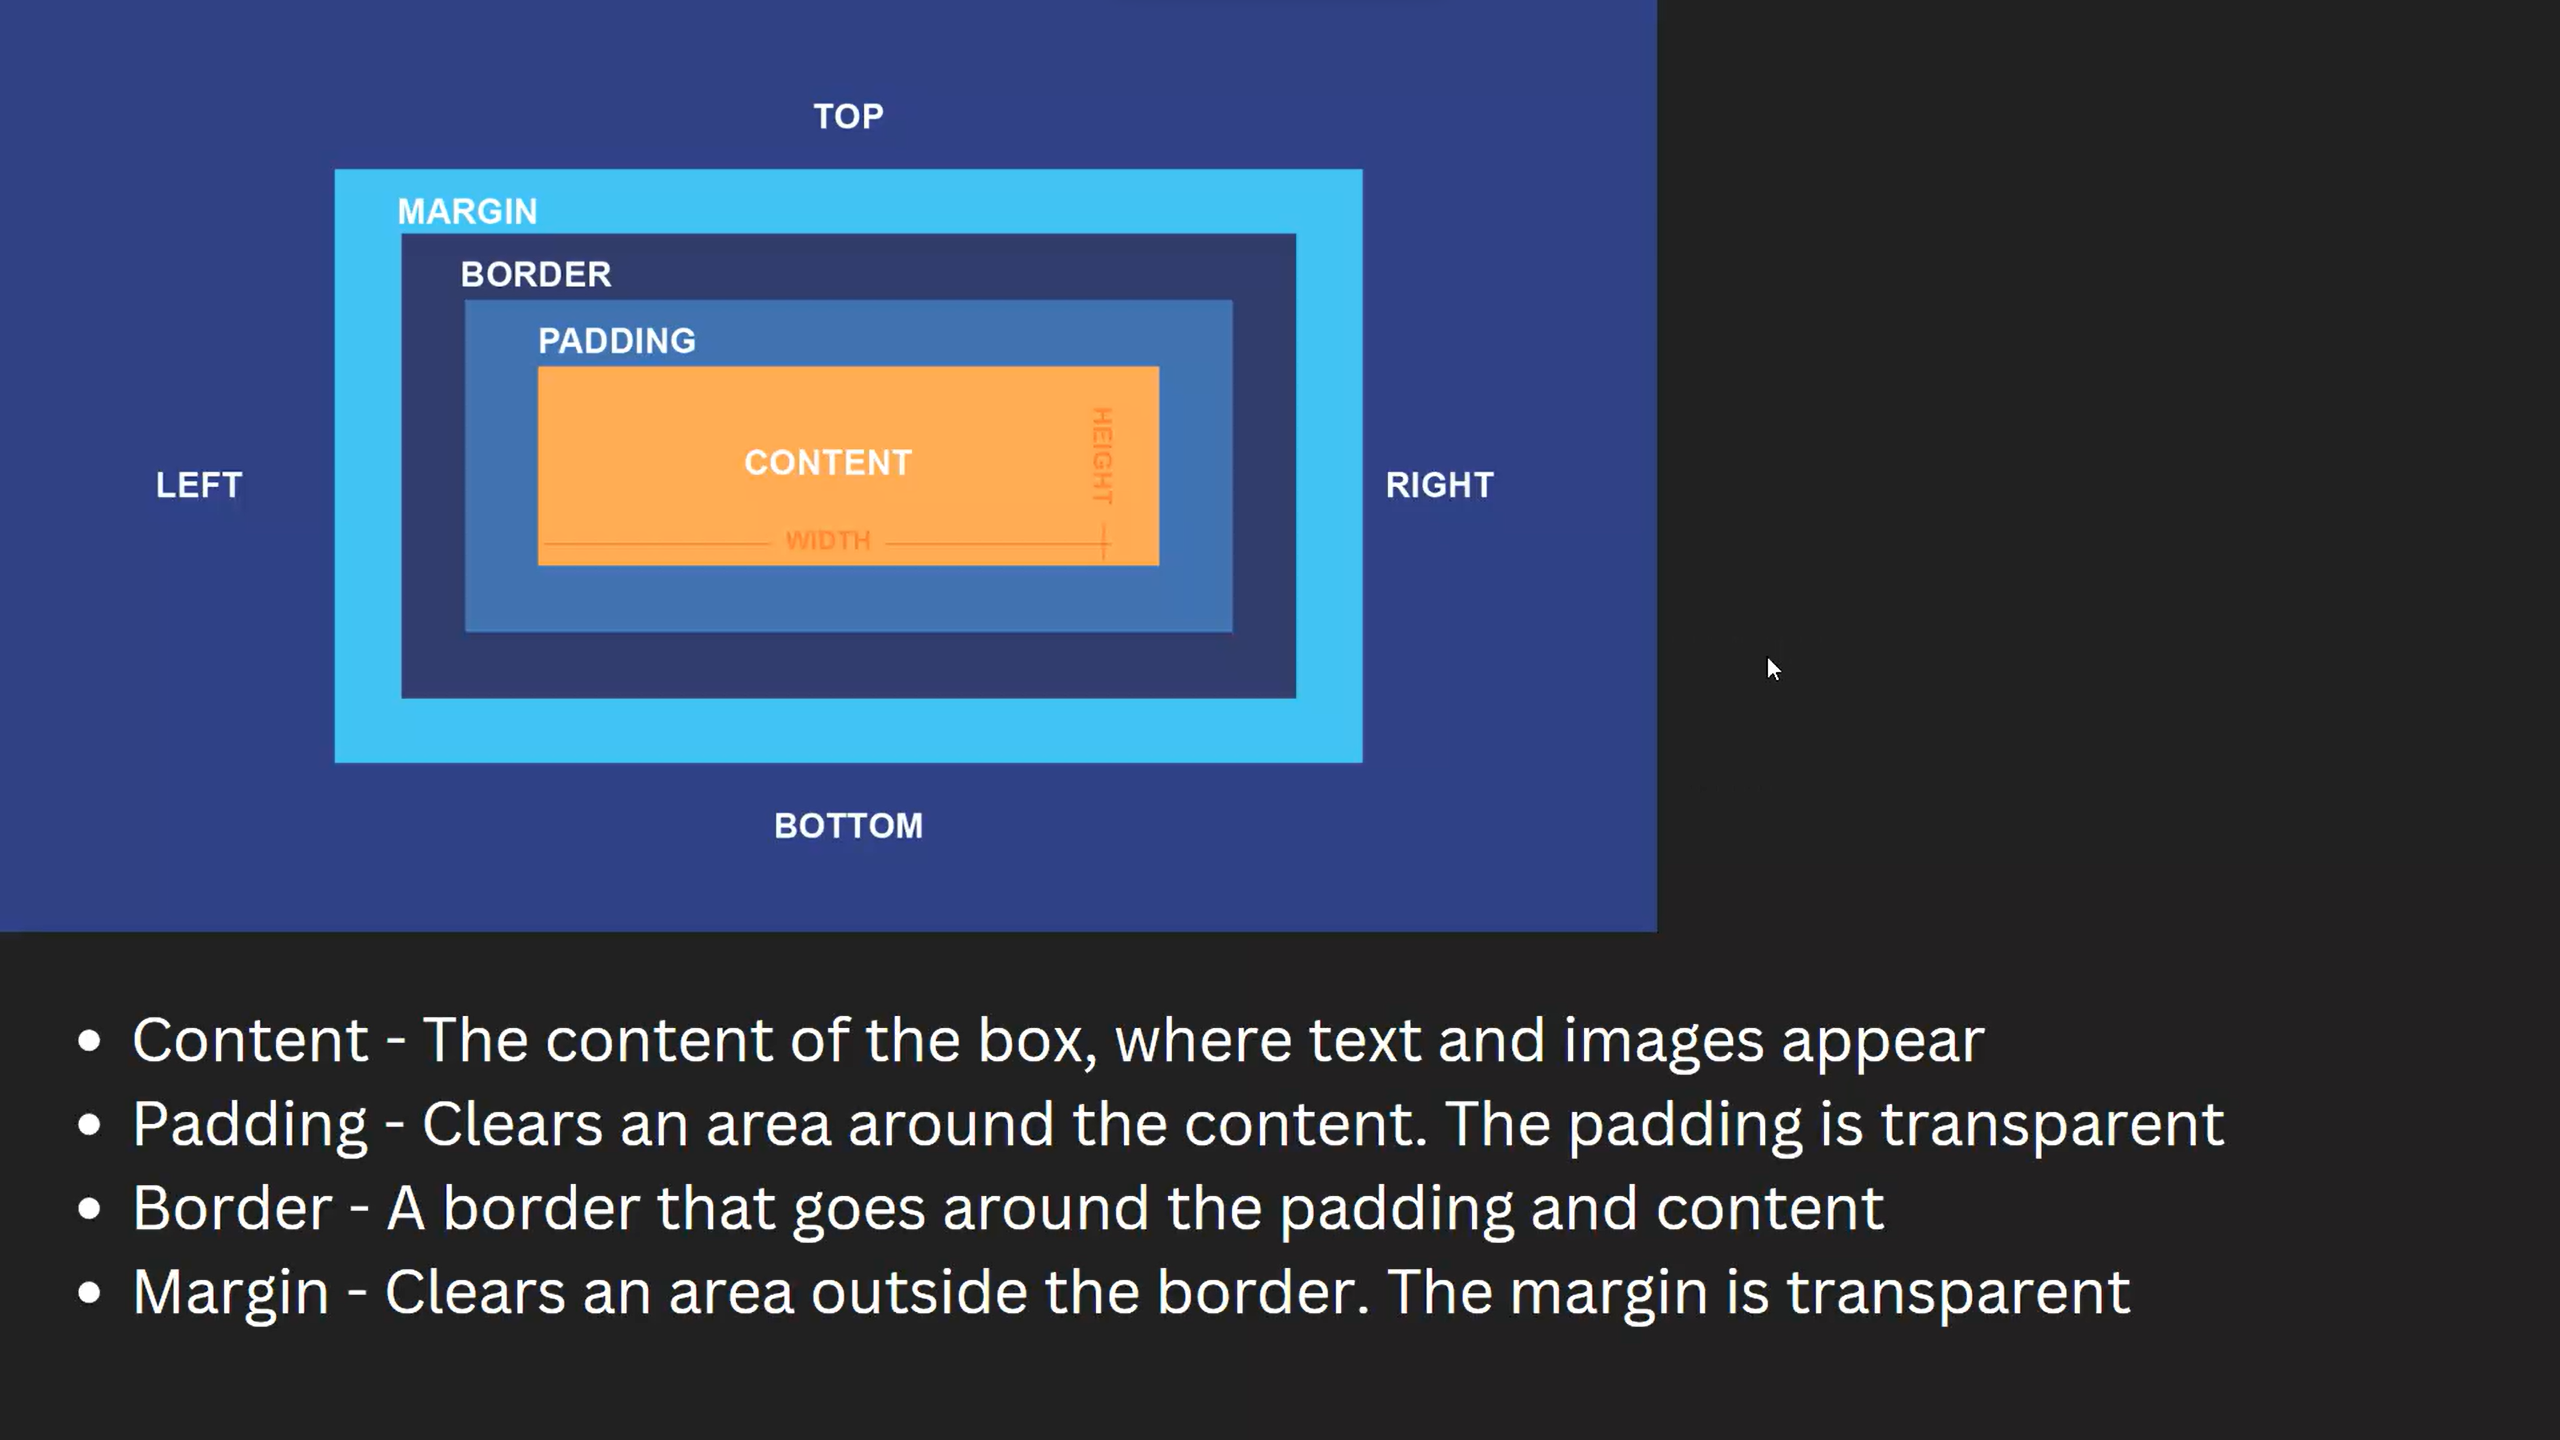 TOP
MARGIN
BORDER
PADDING
HEIGHT
CONTENT
LEFT
RIGHT
WIDTH
BOTTOM
• Content - The content of the box, where text and images appear
• Padding - Clears an area around the content. The padding is transparent
• Border - A border that goes around the padding and content
• Margin - Clears an area outside the border. The margin is transparent